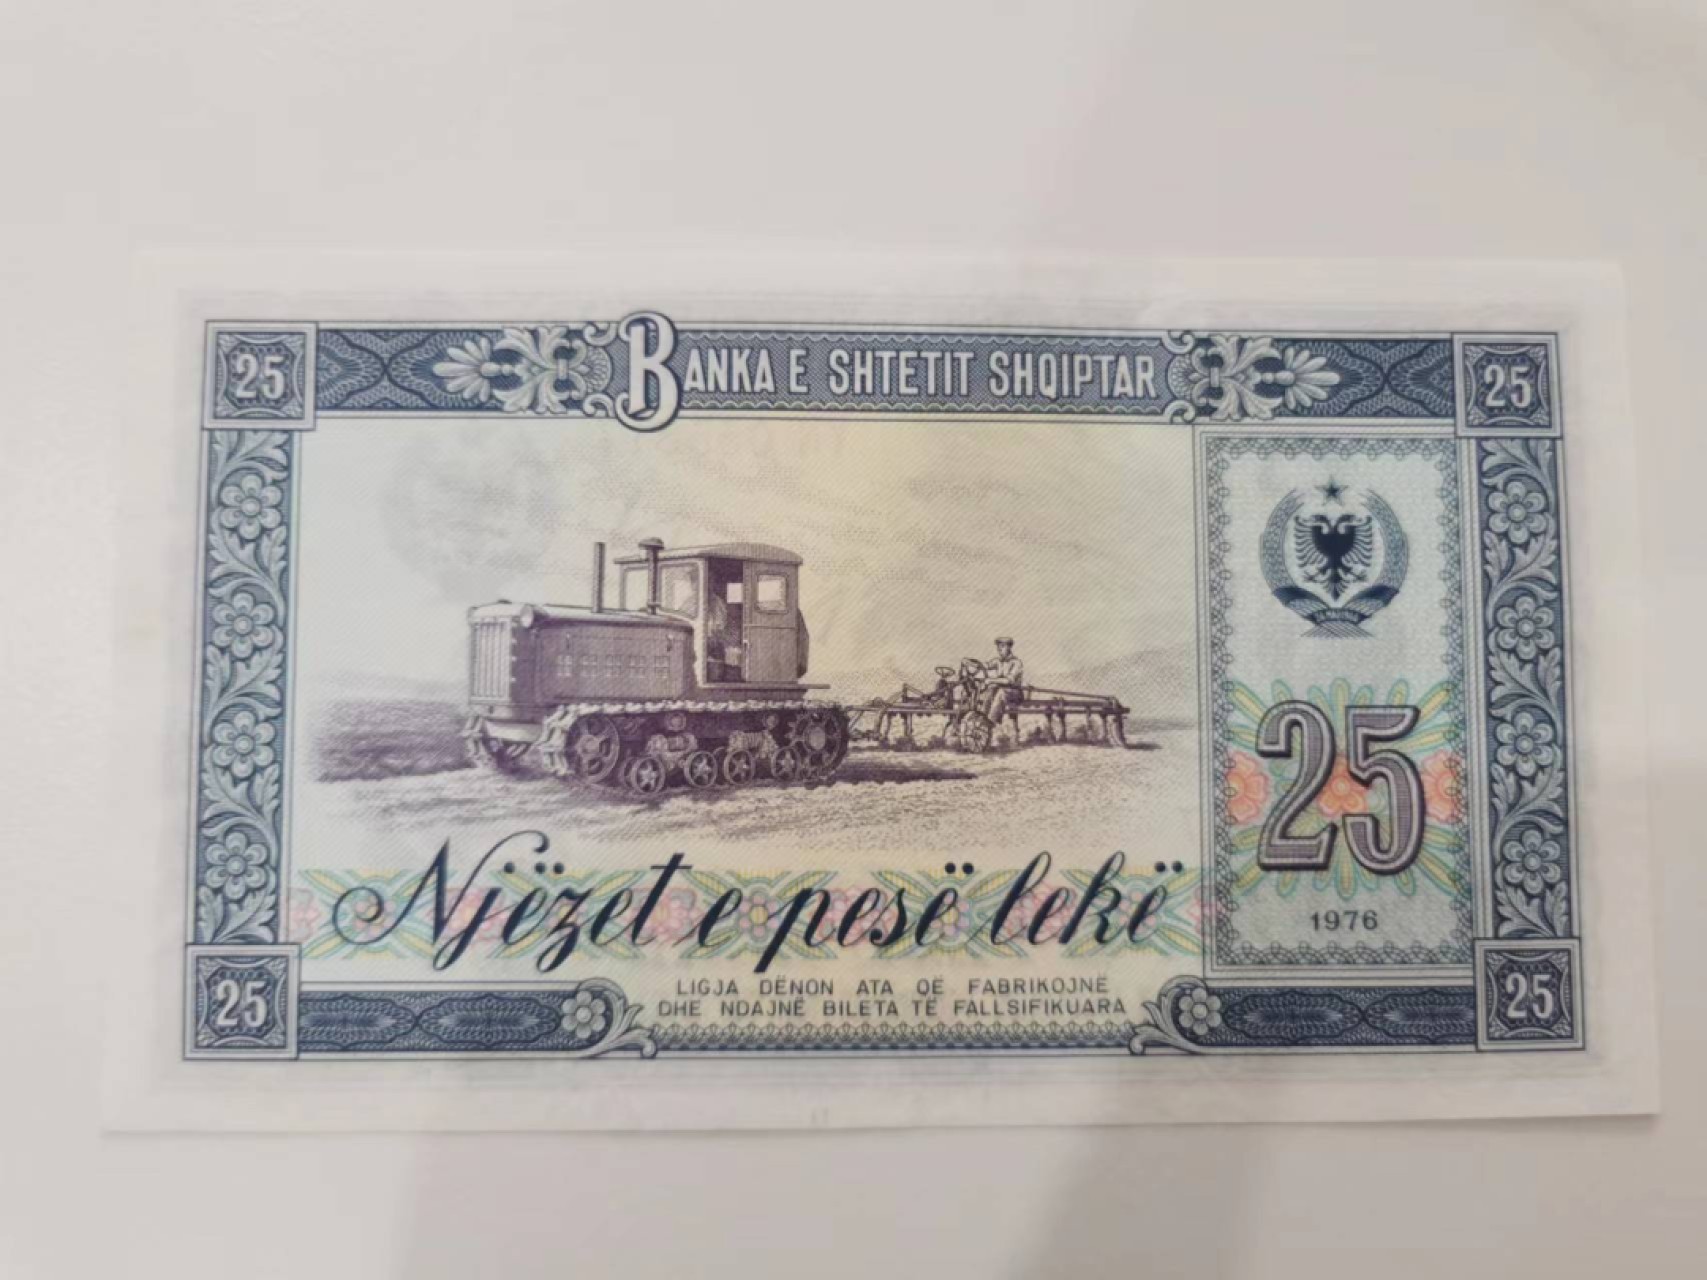 25 BANKA E SHTETIT SHQIPTAR 25
25
Njëzet e pesë lekë
1976
25 LIGJA DËNON ATA QË FABRIKOJNË 25
DHE NDAJNË BILETA TË FALLSIFIKUARA